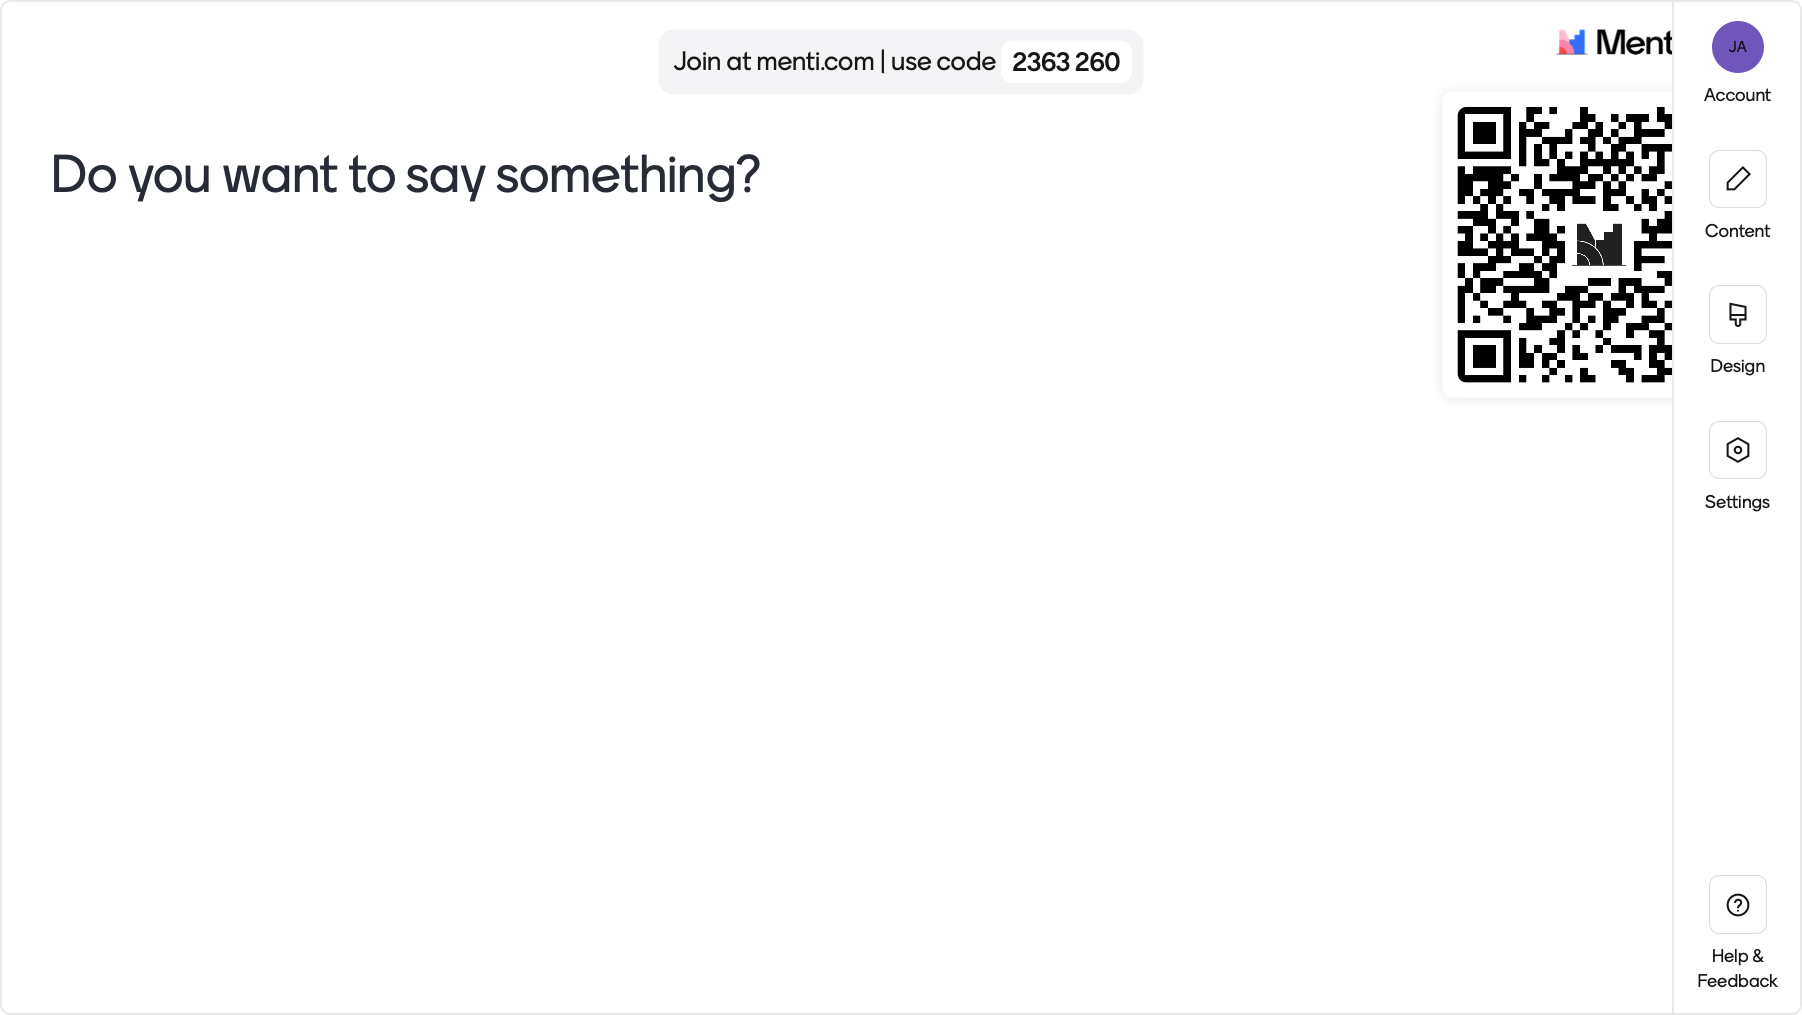 Join at menti.com | use code 2363 260
Ment
JA
Account
Do you want to say something?
Content
Design
Settings
Help &
Feedback